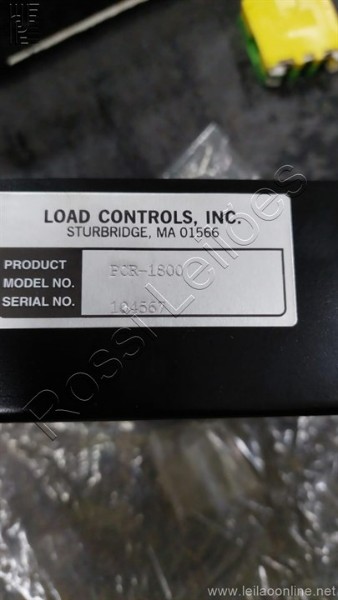 LOAD CONTROLS, INC.
STURBRIDGE, MA 01566
PRODUCT
MODEL NO. PCR-1800
SERIAL NO. 104567
Rossi Leilões
www.leilaoonline.net